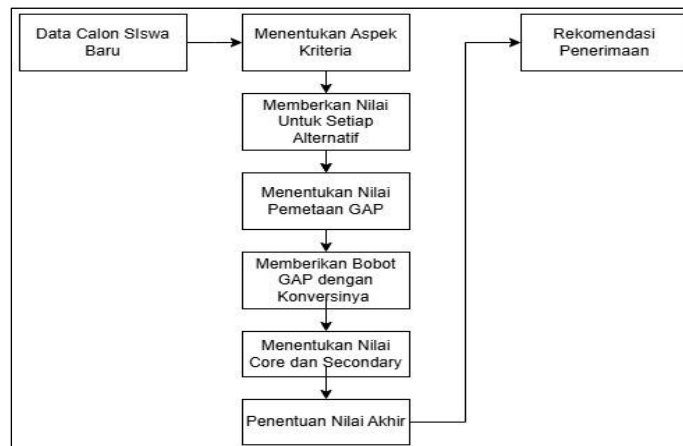 Data Calon SIswa
Baru
Menentukan Aspek
Kriteria
Memberkan Nilai
Untuk Setiap
Alternatif
Menentukan Nilai
Pemetaan GAP
Memberikan Bobot
GAP dengan
Konversinya
Menentukan Nilai
Core dan Secondary
Penentuan Nilai Akhir
Rekomendasi
Penerimaan